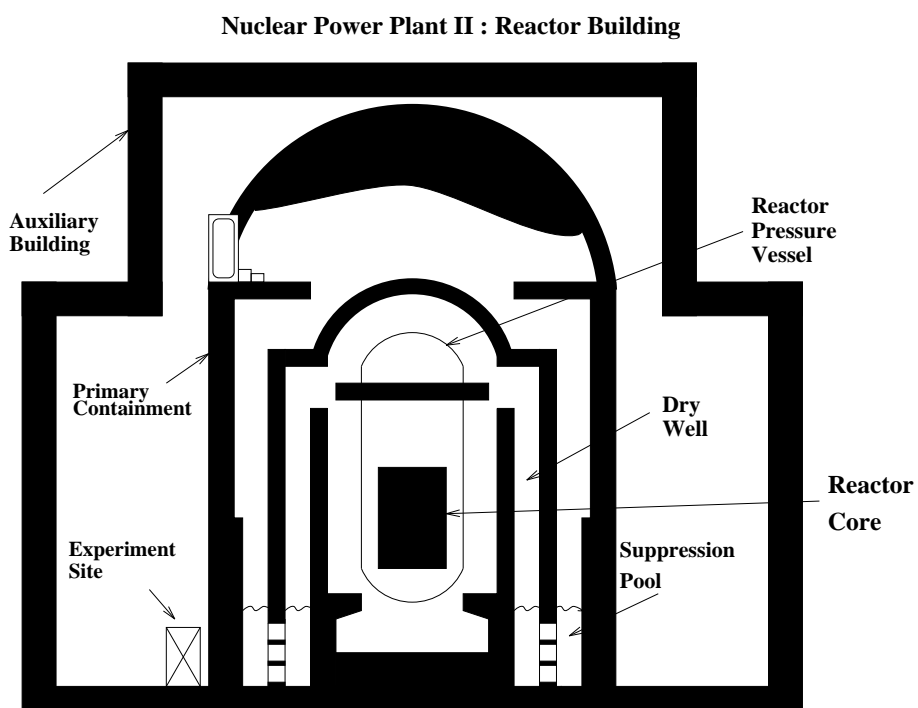 Nuclear Power Plant II : Reactor Building
Auxiliary
Building
Reactor
Pressure
Vessel
Primary
Containment
Dry
Well
Reactor
Core
Experiment
Site
Suppression
Pool